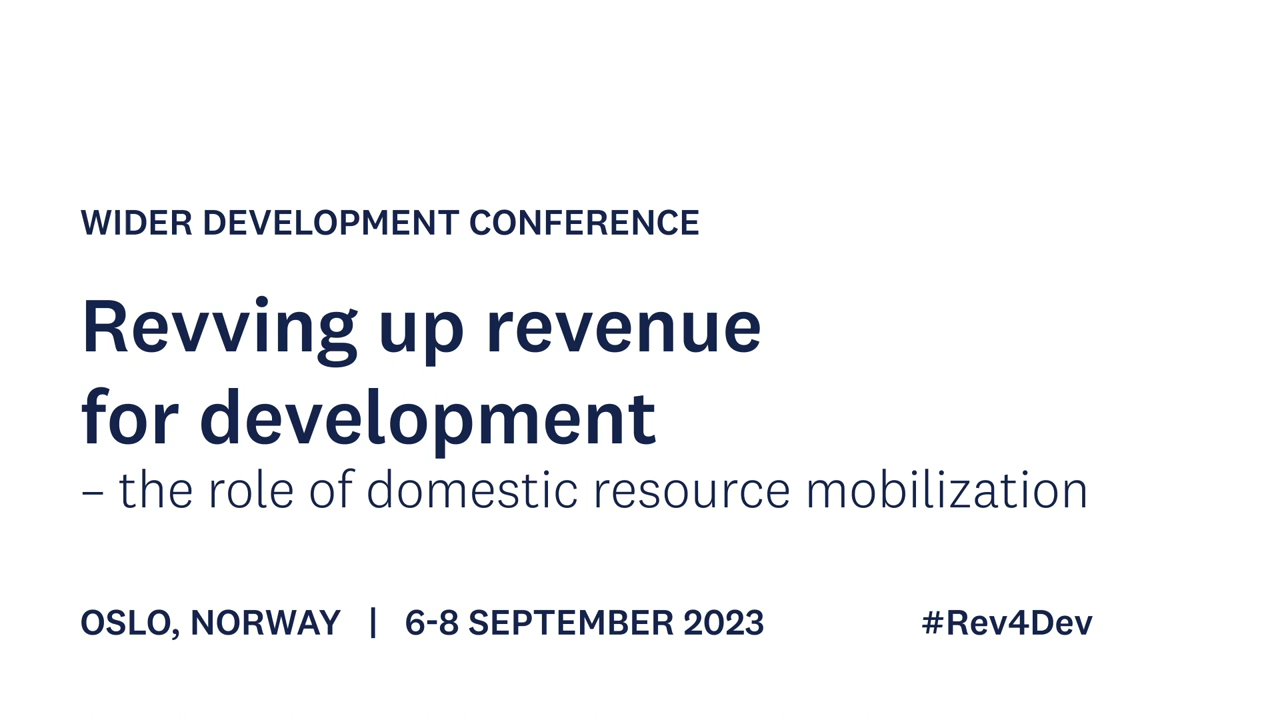 WIDER DEVELOPMENT CONFERENCE
Revving up revenue
for development
– the role of domestic resource mobilization
OSLO, NORWAY | 6-8 SEPTEMBER 2023 #Rev4Dev